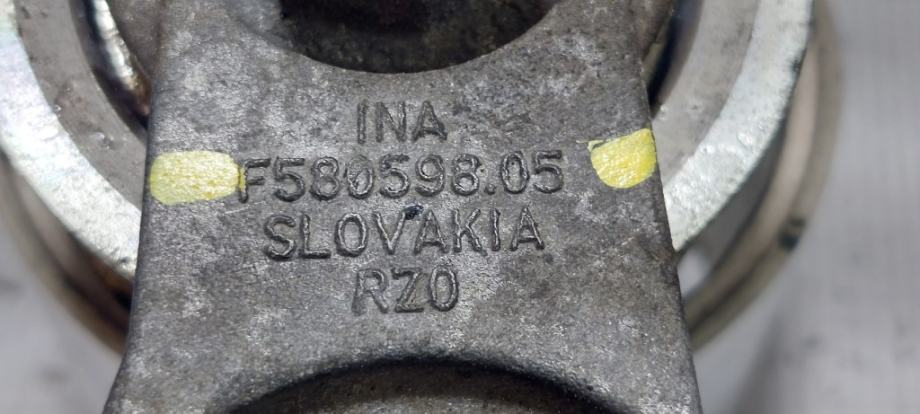 INA
F580598.05
SLOVAKIA
RZ0